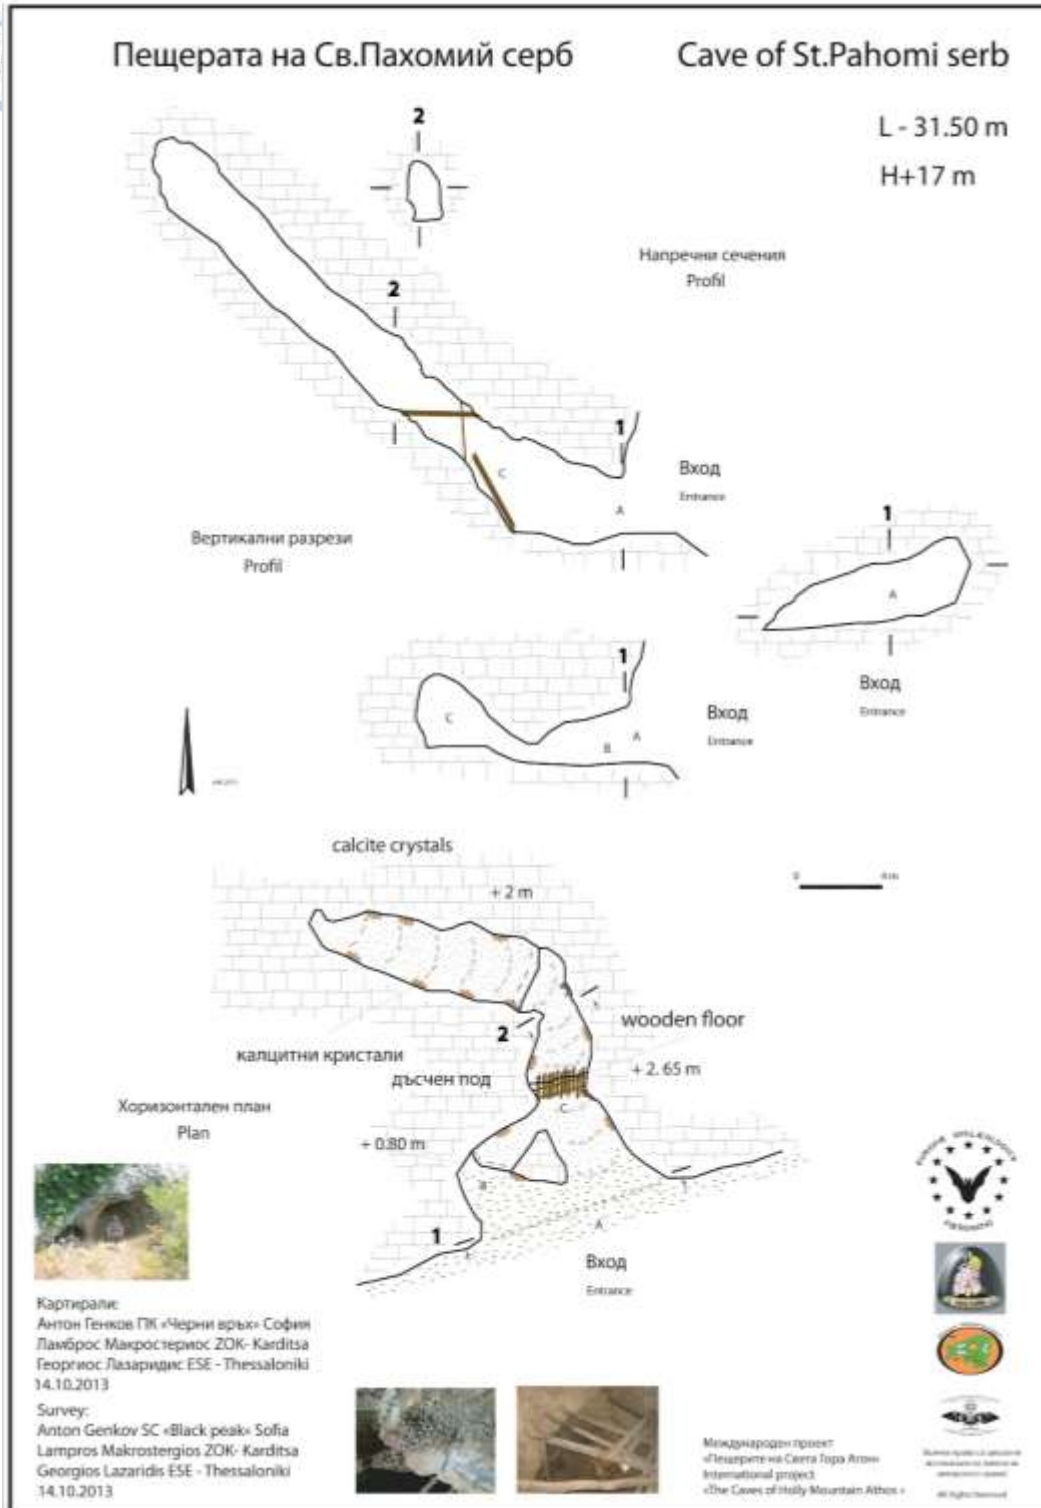 Пещерата на Св.Пахомий серб
Cave of St.Pahomi serb
L - 31.50 m
H+17 m
2
2
Напречни сечения
Profil
1
Вход
Entrance
C
A
Вертикални разрези
Profil
1
A
Вход
Entrance
1
Вход
Entrance
C
B
A
calcite crystals
+ 2 m
0
4m
2
wooden floor
калцитни кристали
+ 2. 65 m
дъсчен под
C
Хоризонтален план
Plan
+ 0.80 m
B
1
A
Вход
Entrance
Картирали:
Антон Генков ПК «Черни връх» София
Ламброс Макростериос ZOK- Karditsa
Георгиос Лазаридис ESE - Thessaloniki
14.10.2013
Survey:
Anton Genkov SC «Black peak» Sofia
Lampros Makrostergios ZOK- Karditsa
Georgios Lazaridis ESE - Thessaloniki
14.10.2013
Международен проект
«Пещерите на Света Гора Атон»
International project
«The Caves of Holly Mountain Athos »
All Rights Reserved